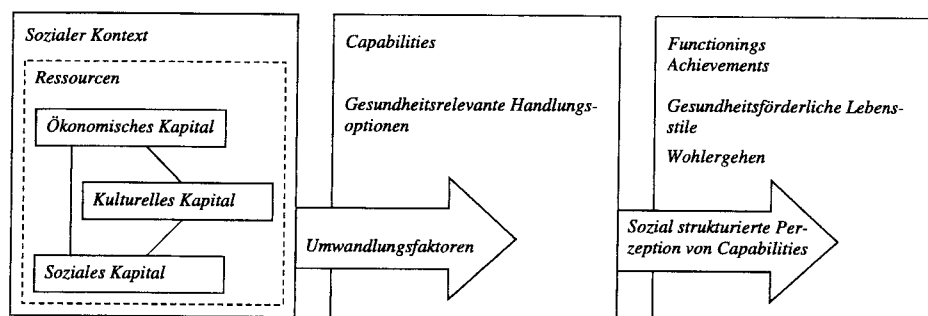 Sozialer Kontext
Ressourcen
Ökonomisches Kapital
Kulturelles Kapital
Soziales Kapital
Capabilities
Gesundheitsrelevante Handlungs-
optionen
Umwandlungsfaktoren
Functionings
Achievements
Gesundheitsförderliche Lebens-
stile
Wohlergehen
Sozial strukturierte Per-
zeption von Capabilities